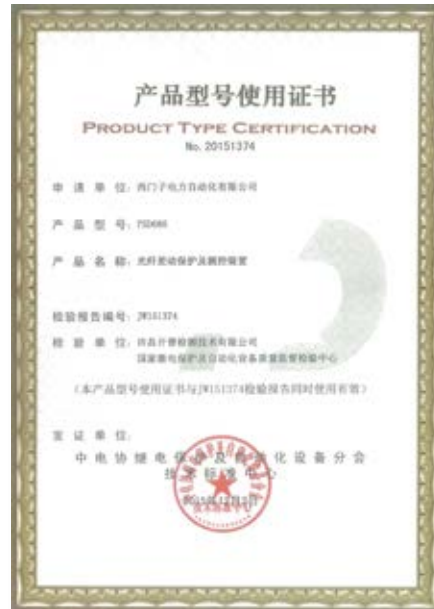 产品型号使用证书
PRODUCT TYPE CERTIFICATION
No. 20151374
申 请 单 位: 西门子电力自动化有限公司
产 品 型 号: 7SD686
产 品 名 称: 光纤差动保护及测控装置
检验报告编号: JW151374
检 验 单 位: 许昌开普检测技术有限公司
国家继电保护及自动化设备质量监督检验中心
(本产品型号使用证书与JW151374检验报告同时使用有效)
发 证 单 位:
中电协继电保护及自动化设备分会
技术标准中心